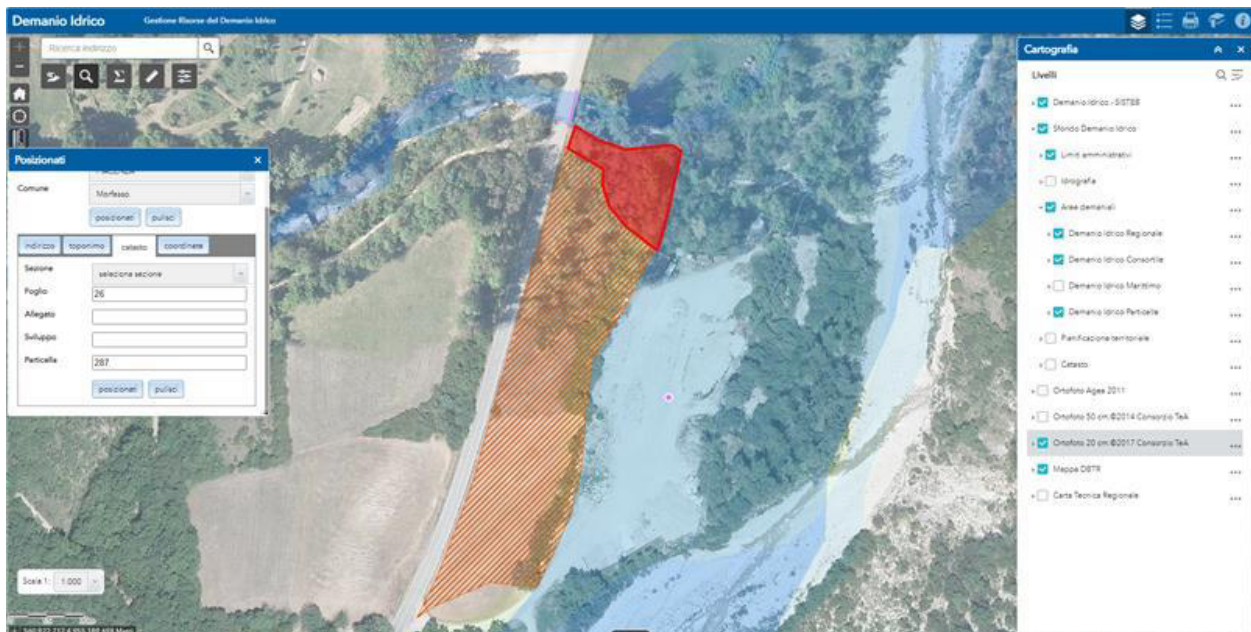 Demanio Idrico
Gestione Risorse del Demanio Idrico
Ricerca indirizzo
Posizionati
Comune
Morfasso
posizionati
pulisci
indirizzo
toponimo
catasto
coordinate
Sezione
seleziona sezione
Foglio
26
Allegato
Sviluppo
Particella
287
posizionati
pulisci
Scala 1:
1.000
Cartografia
Livelli
Demanio Idrico - SISTEB
Sfondo Demanio Idrico
Limiti amministrativi
Idrografia
Aree demaniali
Demanio Idrico Regionale
Demanio Idrico Consortile
Demanio Idrico Marittimo
Demanio Idrico Particelle
Pianificazione territoriale
Catasto
Ortofoto Agea 2011
Ortofoto 50 cm ©2014 Consorzio TeA
Ortofoto 20 cm ©2017 Consorzio TeA
Mappe DBTR
Carta Tecnica Regionale